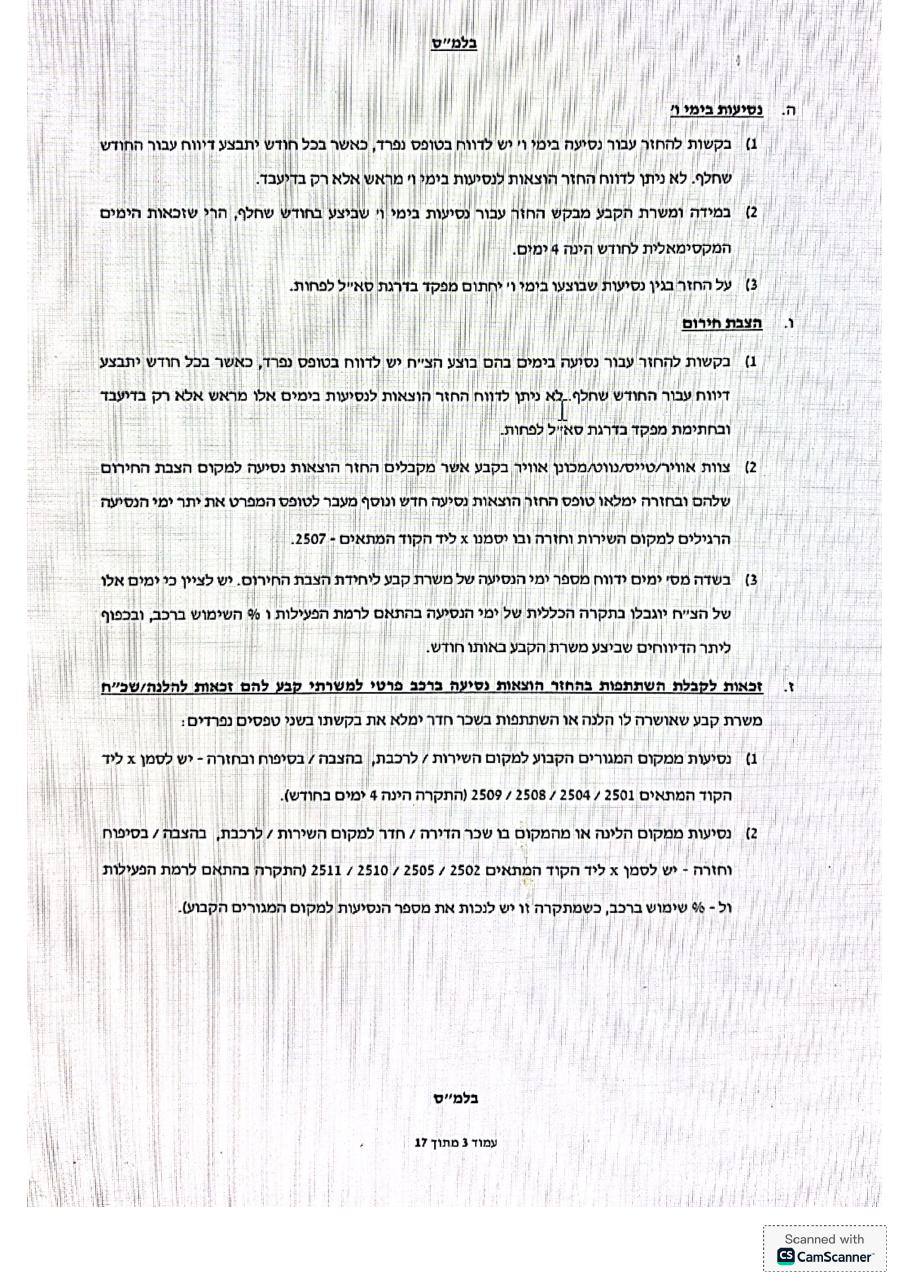 בלמ״ס
ה. נסיעות בימי ו׳
1) בקשות להחזר עבור נסיעה בימי ו׳ יש לדווח בטופס נפרד, כאשר בכל חודש יתבצע דיווח עבור החודש
שחלף. לא ניתן לדווח החזר הוצאות לנסיעות בימי ו׳ מראש אלא רק בדיעבד.
2) במידה ומשרת הקבע מבקש החזר עבור נסיעות בימי ו׳ שביצע בחודש שחלף, הרי שזכאות הימים
המקסימאלית לחודש הינה 4 ימים.
3) על החזר בגין נסיעות שבוצעו בימי ו׳ יחתום מפקד בדרגת סא״ל לפחות.
ו. הצבת חירום
1) בקשות להחזר עבור נסיעה בימים בהם בוצע הצ״ח יש לדווח בטופס נפרד, כאשר בכל חודש יתבצע
דיווח עבור החודש שחלף. לא ניתן לדווח החזר הוצאות לנסיעות בימים אלו מראש אלא רק בדיעבד
ובחתימת מפקד בדרגת סא״ל לפחות.
2) צוות אוויר/טייס/נווט/מכונן אוויר בקבע אשר מקבלים החזר הוצאות נסיעה למקום הצבת החירום
שלהם ובחזרה ימלאו טופס החזר הוצאות נסיעה חדש ונוסף מעבר לטופס המפרט את יתר ימי הנסיעה
הרגילים למקום השירות וחזרה ובו יסמנו x ליד הקוד המתאים - 2507.
3) בשדה מס׳ ימים ידווח מספר ימי הנסיעה של משרת קבע ליחידת הצבת החירום. יש לציין כי ימים אלו
של הצ״ח יוגבלו בתקרה הכללית של ימי הנסיעה בהתאם לרמת הפעילות ו % השימוש ברכב, ובכפוף
ליתר הדיווחים שביצע משרת הקבע באותו חודש.
ז. זכאות לקבלת השתתפות בהחזר הוצאות נסיעה ברכב פרטי למשרתי קבע להם זכאות להלנה/שכ״ח
משרת קבע שאושרה לו הלנה או השתתפות בשכר חדר ימלא את בקשתו בשני טפסים נפרדים:
1) נסיעות ממקום המגורים הקבוע למקום השירות / לרכבת, בהצבה / בסיפוח ובחזרה - יש לסמן x ליד
הקוד המתאים 2501 / 2504 / 2508 / 2509 (התקרה הינה 4 ימים בחודש).
2) נסיעות ממקום הלינה או מהמקום בו שכר הדירה / חדר למקום השירות / לרכבת, בהצבה / בסיפוח
וחזרה - יש לסמן x ליד הקוד המתאים 2502 / 2505 / 2510 / 2511 (התקרה בהתאם לרמת הפעילות
ול - % שימוש ברכב, כשמתקרה זו יש לנכות את מספר הנסיעות למקום המגורים הקבוע).
בלמ״ס
עמוד 3 מתוך 17
Scanned with
CS CamScanner